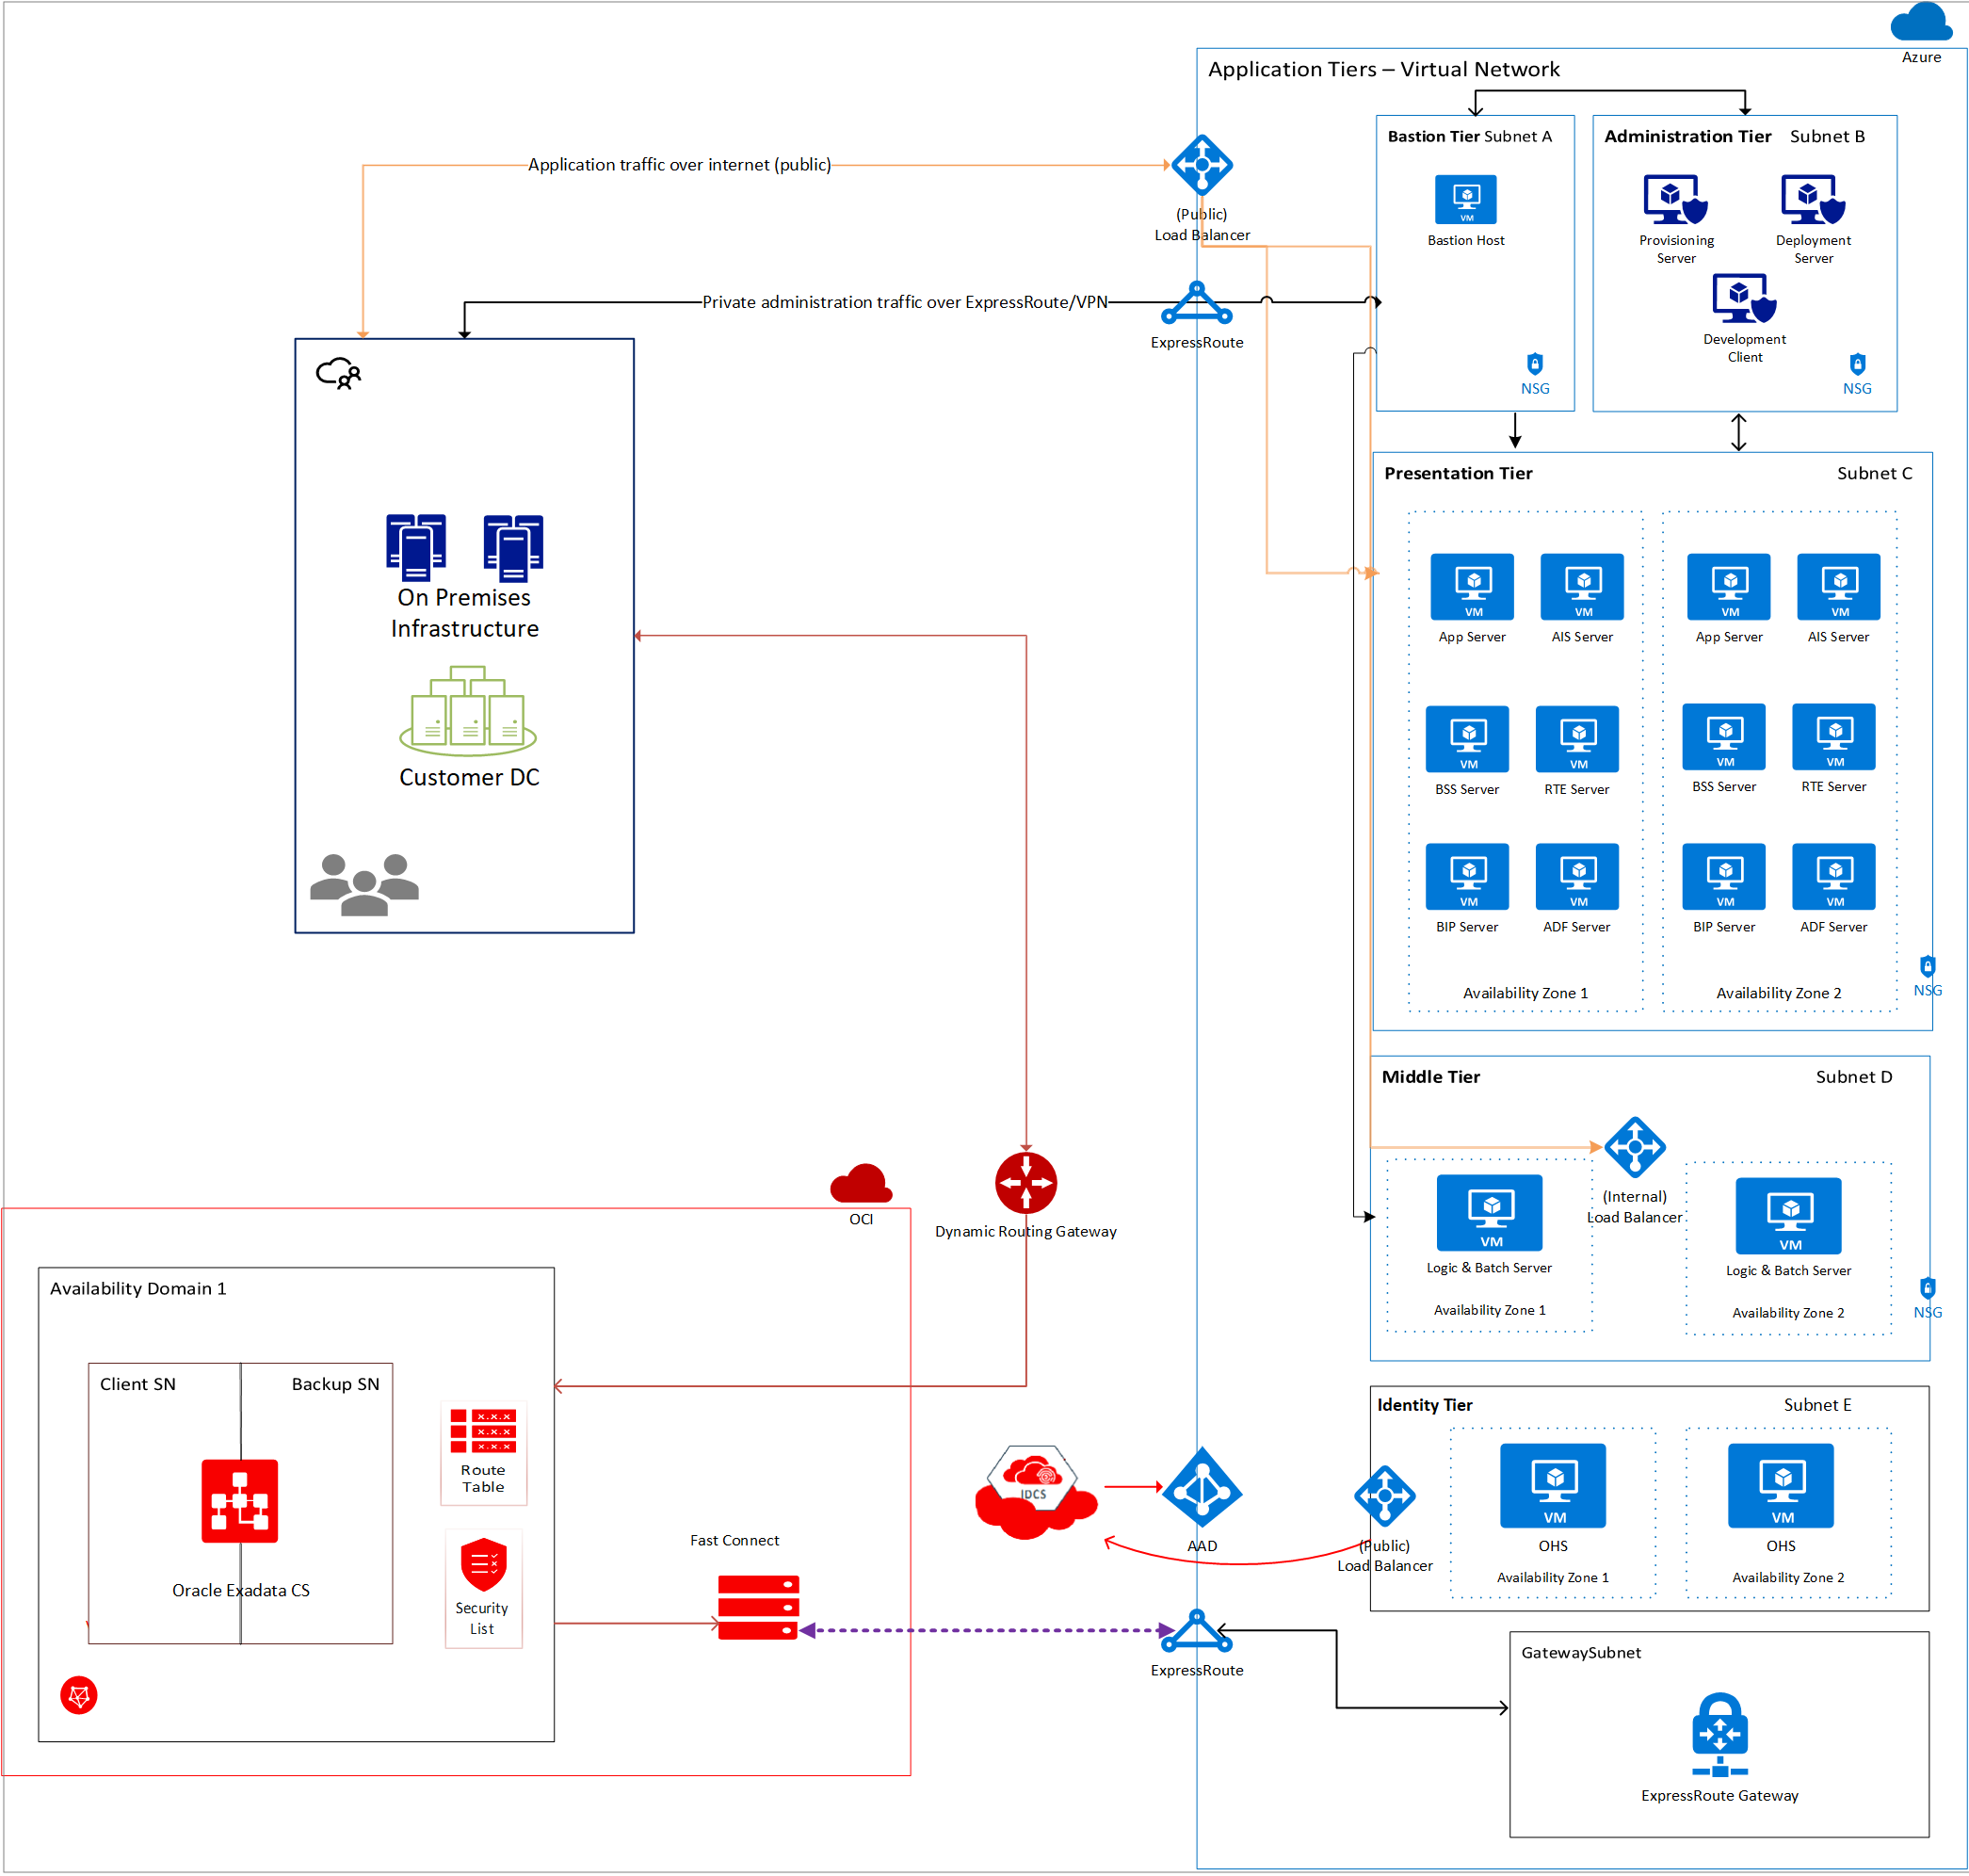 Azure
Application Tiers – Virtual Network
Bastion Tier Subnet A
Administration Tier Subnet B
Application traffic over internet (public)
(Public)
Load Balancer
VM
Bastion Host
Provisioning
Server
Deployment
Server
Development
Client
NSG
NSG
Private administration traffic over ExpressRoute/VPN
ExpressRoute
On Premises
Infrastructure
Customer DC
Presentation Tier
Subnet C
VM
VM
VM
VM
App Server
AIS Server
App Server
AIS Server
VM
VM
VM
VM
BSS Server
RTE Server
BSS Server
RTE Server
VM
VM
VM
VM
BIP Server
ADF Server
BIP Server
ADF Server
Availability Zone 1
Availability Zone 2
NSG
Middle Tier
Subnet D
(Internal)
Load Balancer
VM
VM
Logic & Batch Server
Logic & Batch Server
Availability Zone 1
Availability Zone 2
NSG
OCI
Dynamic Routing Gateway
Availability Domain 1
Client SN
Backup SN
x.x.x
x.x.x
x.x.x
Route
Table
Security
List
Oracle Exadata CS
Fast Connect
IDCS
AAD
Identity Tier
Subnet E
(Public)
Load Balancer
VM
VM
OHS
OHS
Availability Zone 1
Availability Zone 2
ExpressRoute
GatewaySubnet
ExpressRoute Gateway